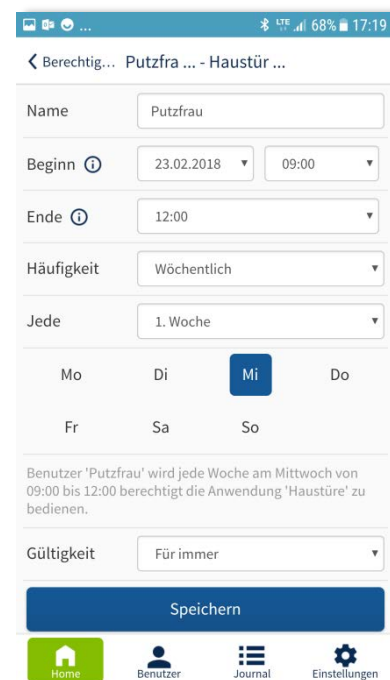 ... LTE 68% 17:19
Berechtig... Putzfra ... - Haustür ...
Name Putzfrau
Beginn 23.02.2018 09:00
Ende 12:00
Häufigkeit Wöchentlich
Jede 1. Woche
Mo Di Mi Do
Fr Sa So
Benutzer 'Putzfrau' wird jede Woche am Mittwoch von
09:00 bis 12:00 berechtigt die Anwendung 'Haustüre' zu
bedienen.
Gültigkeit Für immer
Speichern
Home Benutzer Journal Einstellungen